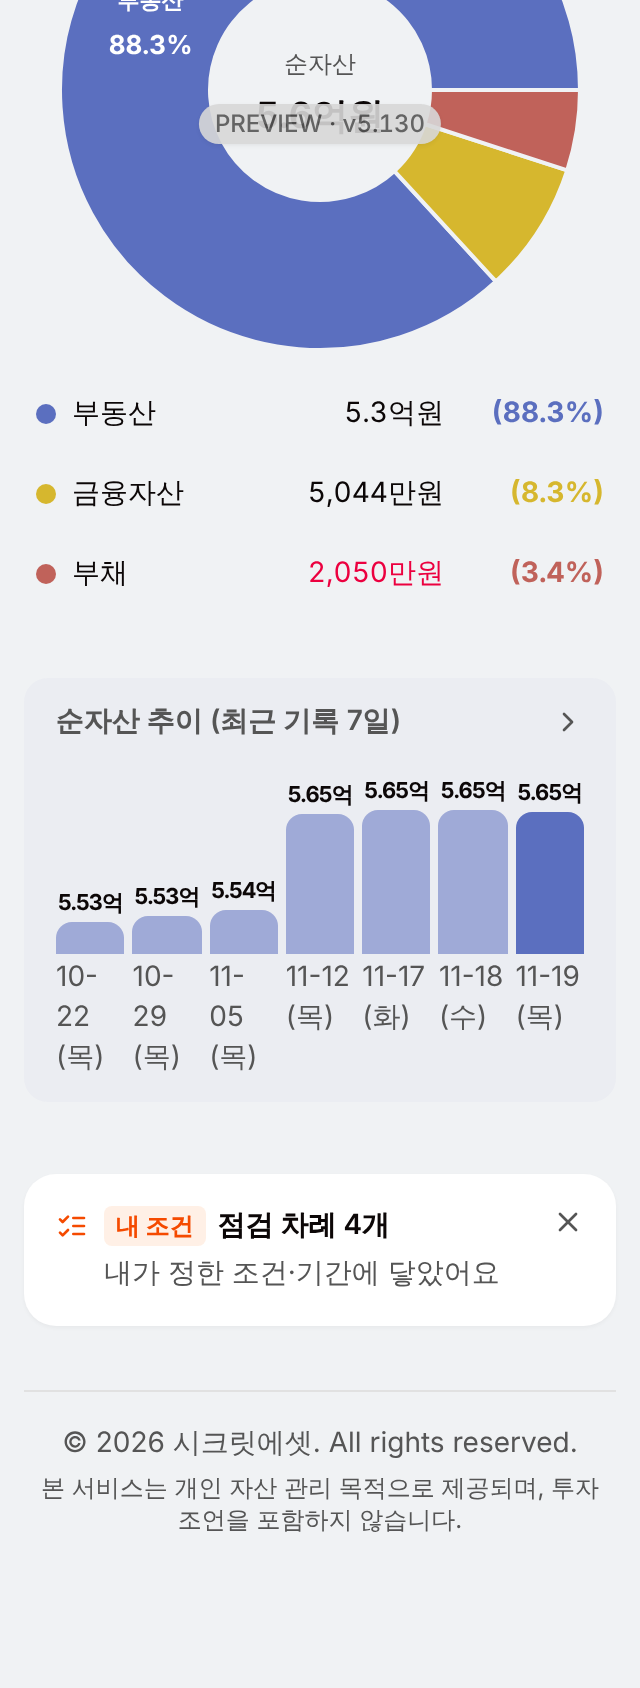 부동산
88.3%
순자산
5.6억원
PREVIEW · v5.130
부동산 5.3억원 (88.3%)
금융자산 5,044만원 (8.3%)
부채 2,050만원 (3.4%)
순자산 추이 (최근 기록 7일)
5.53억 5.53억 5.54억 5.65억 5.65억 5.65억 5.65억
10-22 (목)
10-29 (목)
11-05 (목)
11-12 (목)
11-17 (화)
11-18 (수)
11-19 (목)
내 조건 점검 차례 4개
내가 정한 조건·기간에 닿았어요
© 2026 시크릿에셋. All rights reserved.
본 서비스는 개인 자산 관리 목적으로 제공되며, 투자
조언을 포함하지 않습니다.